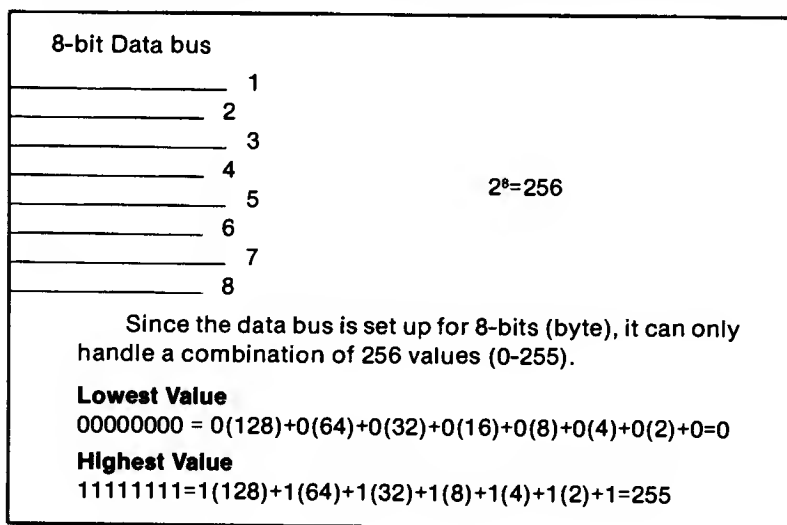 8-bit Data bus
1
2
3
4
5
6
7
8
2⁸=256
Since the data bus is set up for 8-bits (byte), it can only
handle a combination of 256 values (0-255).
Lowest Value
00000000 = 0(128)+0(64)+0(32)+0(16)+0(8)+0(4)+0(2)+0=0
Highest Value
11111111=1(128)+1(64)+1(32)+1(8)+1(4)+1(2)+1=255